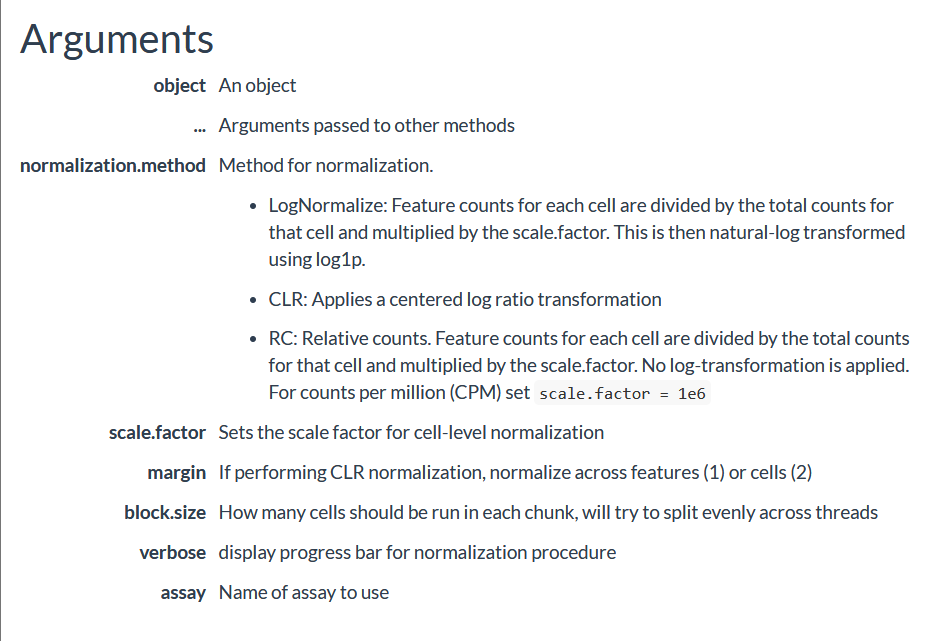 Arguments
object An object
... Arguments passed to other methods
normalization.method Method for normalization.
• LogNormalize: Feature counts for each cell are divided by the total counts for
that cell and multiplied by the scale.factor. This is then natural-log transformed
using log1p.
• CLR: Applies a centered log ratio transformation
• RC: Relative counts. Feature counts for each cell are divided by the total counts
for that cell and multiplied by the scale.factor. No log-transformation is applied.
For counts per million (CPM) set scale.factor = 1e6
scale.factor Sets the scale factor for cell-level normalization
margin If performing CLR normalization, normalize across features (1) or cells (2)
block.size How many cells should be run in each chunk, will try to split evenly across threads
verbose display progress bar for normalization procedure
assay Name of assay to use